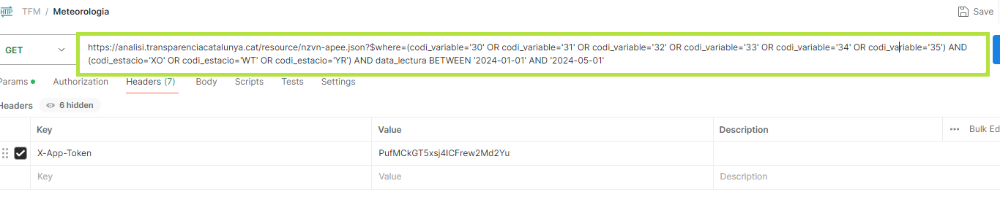 HTTP TFM / Meteorologia Save
GET https://analisi.transparenciacatalunya.cat/resource/nzvn-apee.json?$where=(codi_variable='30' OR codi_variable='31' OR codi_variable='32' OR codi_variable='33' OR codi_variable='34' OR codi_variable='35') AND
(codi_estacio='XO' OR codi_estacio='WT' OR codi_estacio='YR') AND data_lectura BETWEEN '2024-01-01' AND '2024-05-01'
Params Authorization Headers (7) Body Scripts Tests Settings
Headers 6 hidden
Key Value Description Bulk Ed
X-App-Token PufMCkGT5xsj4ICFrew2Md2Yu
Key Value Description